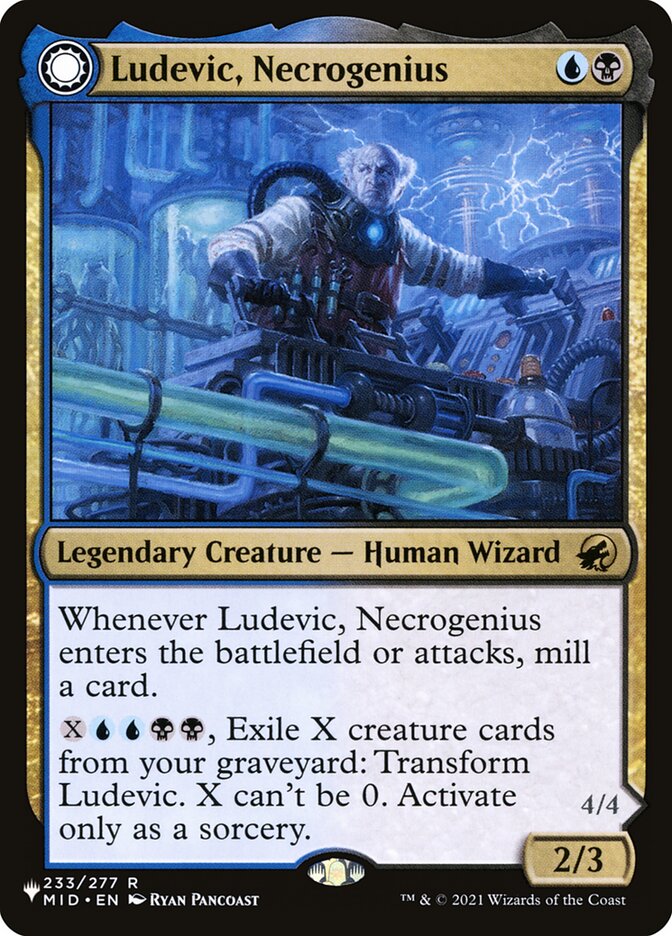 Ludevic, Necrogenius
Legendary Creature — Human Wizard
Whenever Ludevic, Necrogenius
enters the battlefield or attacks, mill
a card.
X, Exile X creature cards
from your graveyard: Transform
Ludevic. X can't be 0. Activate
only as a sorcery.
4/4
2/3
233/277 R
MID • EN Ryan Pancoast
™ & © 2021 Wizards of the Coast